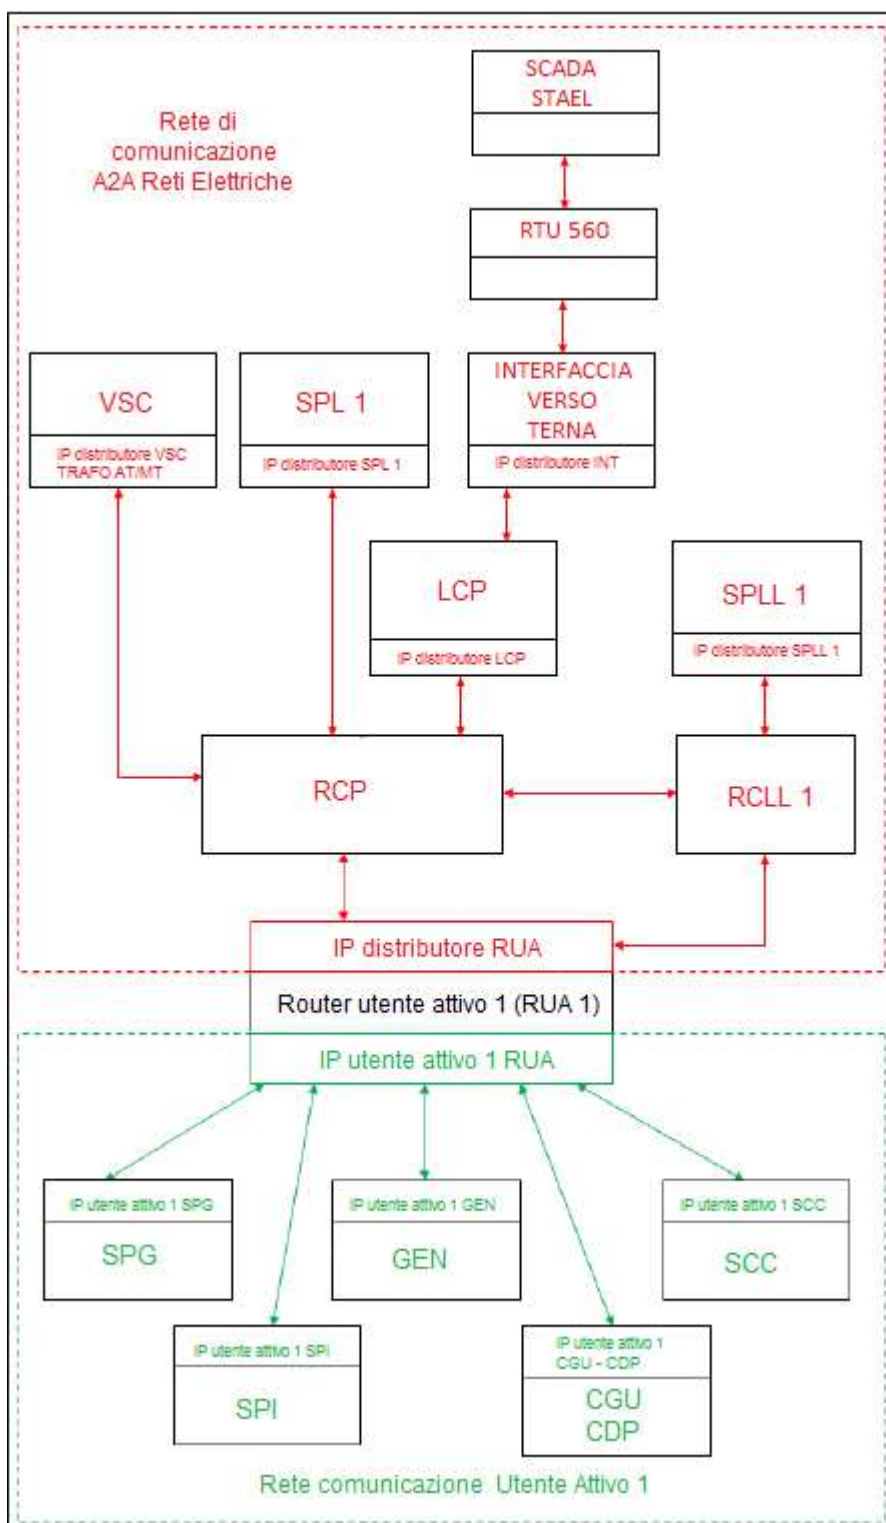 SCADA
STAEL
Rete di
comunicazione
A2A Reti Elettriche
RTU 560
VSC
IP distributore VSC
TRAFO AT/MT
SPL 1
IP distributore SPL 1
INTERFACCIA
VERSO
TERNA
IP distributore INT
LCP
IP distributore LCP
SPLL 1
IP distributore SPLL 1
RCP
RCLL 1
IP distributore RUA
Router utente attivo 1 (RUA 1)
IP utente attivo 1 RUA
IP utente attivo 1 SPG
SPG
IP utente attivo 1 GEN
GEN
IP utente attivo 1 SCC
SCC
IP utente attivo 1 SPI
SPI
IP utente attivo 1
CGU - CDP
CGU
CDP
Rete comunicazione Utente Attivo 1